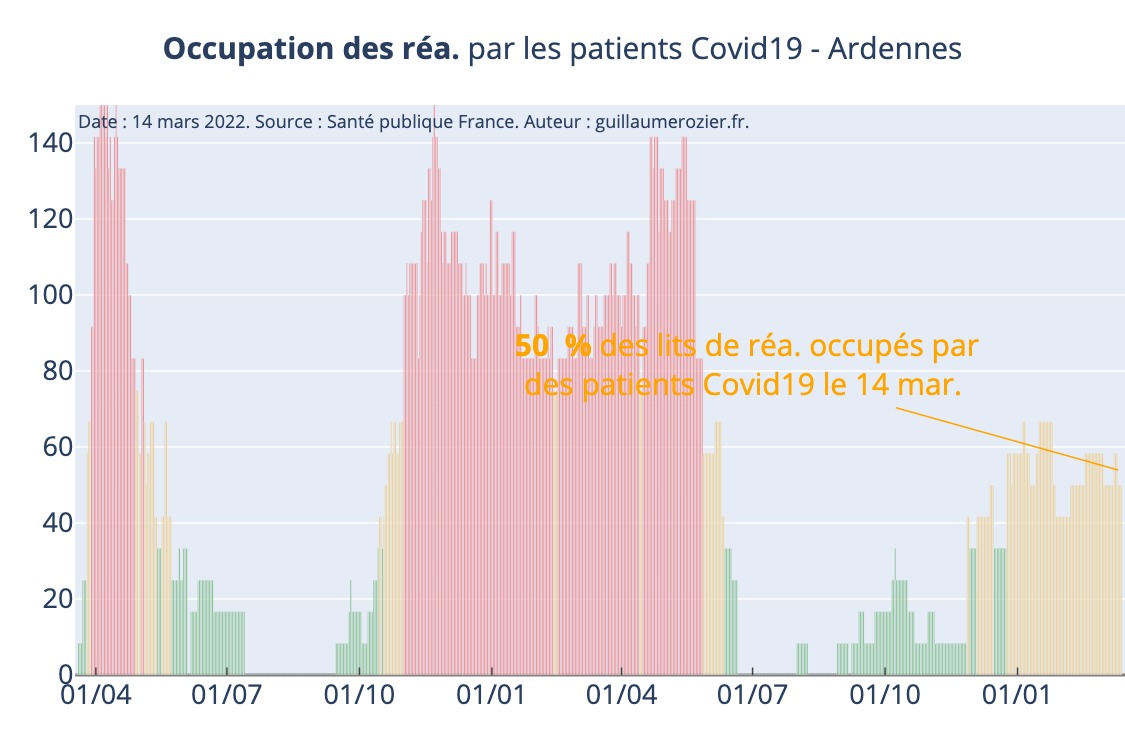 Occupation des réa. par les patients Covid19 - Ardennes
Date : 14 mars 2022. Source : Santé publique France. Auteur : guillaumerozier.fr.
140
120
100
80
60
40
20
0
50 % des lits de réa. occupés par
des patients Covid19 le 14 mar.
01/04 01/07 01/10 01/01 01/04 01/07 01/10 01/01